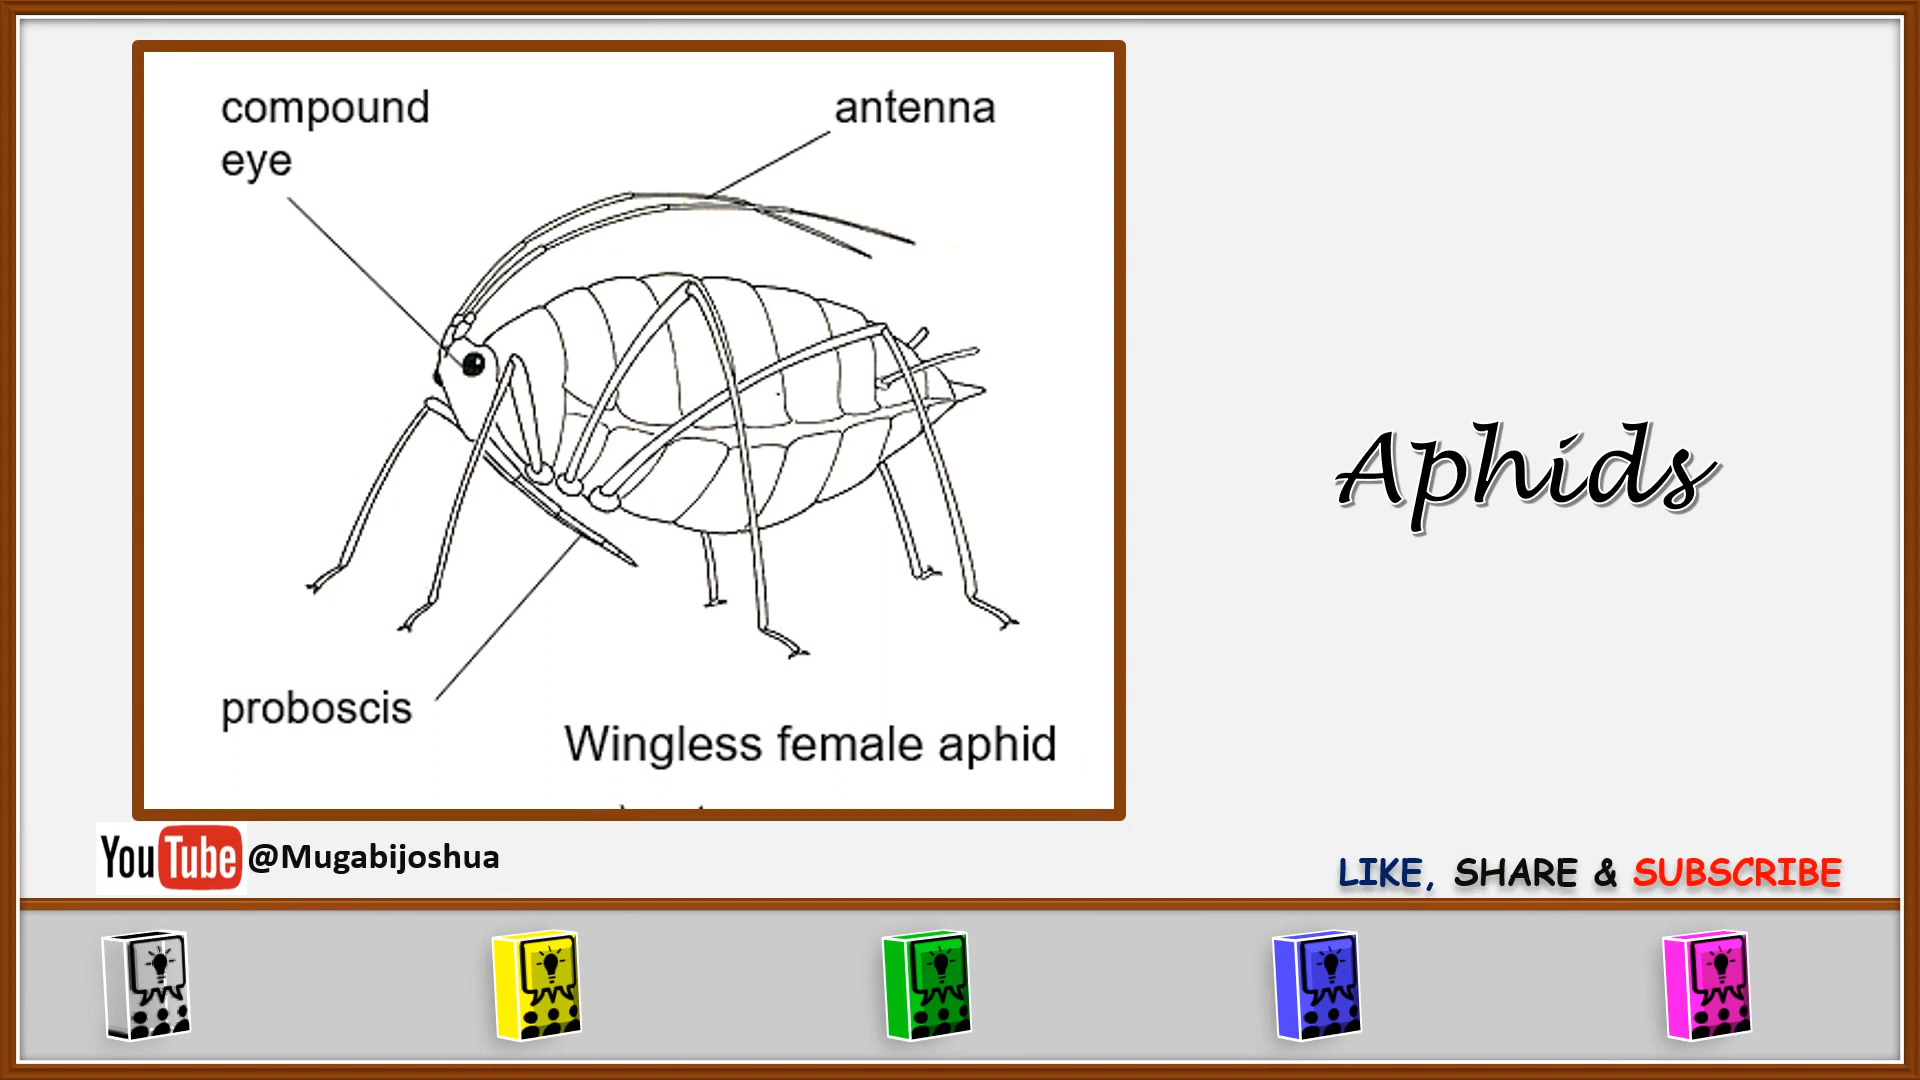 compound
eye
antenna
proboscis
Wingless female aphid
Aphids
YouTube @Mugabijoshua
LIKE, SHARE & SUBSCRIBE